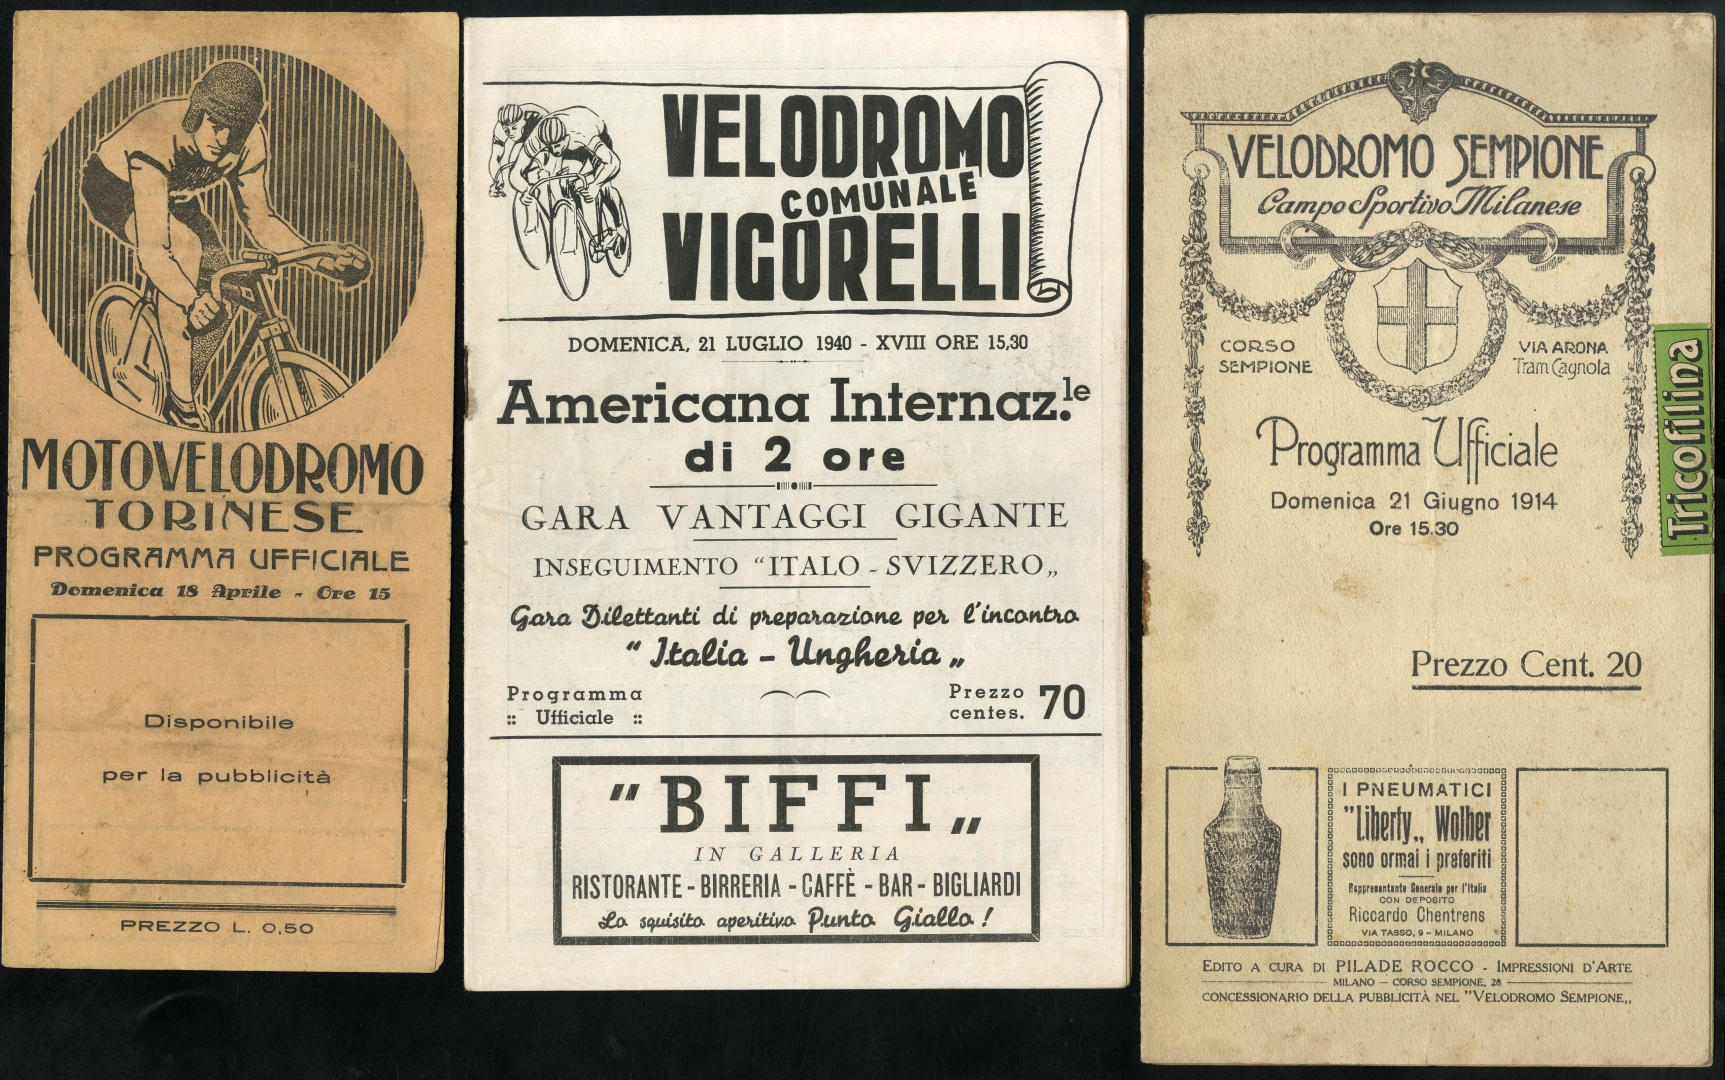 MOTOVELODROMO
TORINESE
PROGRAMMA UFFICIALE
Domenica 18 Aprile - Ore 15
Disponibile
per la pubblicità
PREZZO L. 0,50
VELODROMO
COMUNALE
VIGORELLI
DOMENICA, 21 LUGLIO 1940 - XVIII ORE 15,30
Americana Internaz.le
di 2 ore
GARA VANTAGGI GIGANTE
INSEGUIMENTO "ITALO - SVIZZERO„
Gara Dilettanti di preparazione per l'incontro
"Italia - Ungheria„
Programma
:: Ufficiale ::
Prezzo
centes. 70
"BIFFI„
IN GALLERIA
RISTORANTE - BIRRERIA - CAFFÈ - BAR - BIGLIARDI
Lo squisito aperitivo Punto Giallo!
VELODROMO SEMPIONE
Campo Sportivo Milanese
CORSO
SEMPIONE
VIA ARONA
Tram Cagnola
Programma Ufficiale
Domenica 21 Giugno 1914
Ore 15.30
Tricofilina
Prezzo Cent. 20
I PNEUMATICI
"Liberty„ Wolber
sono ormai i preferiti
Rappresentante Generale per l'Italia
CON DEPOSITO
Riccardo Chentrens
VIA TASSO, 9 - MILANO
EDITO A CURA DI PILADE ROCCO - IMPRESSIONI D'ARTE
MILANO - CORSO SEMPIONE, 28
CONCESSIONARIO DELLA PUBBLICITÀ NEL "VELODROMO SEMPIONE„